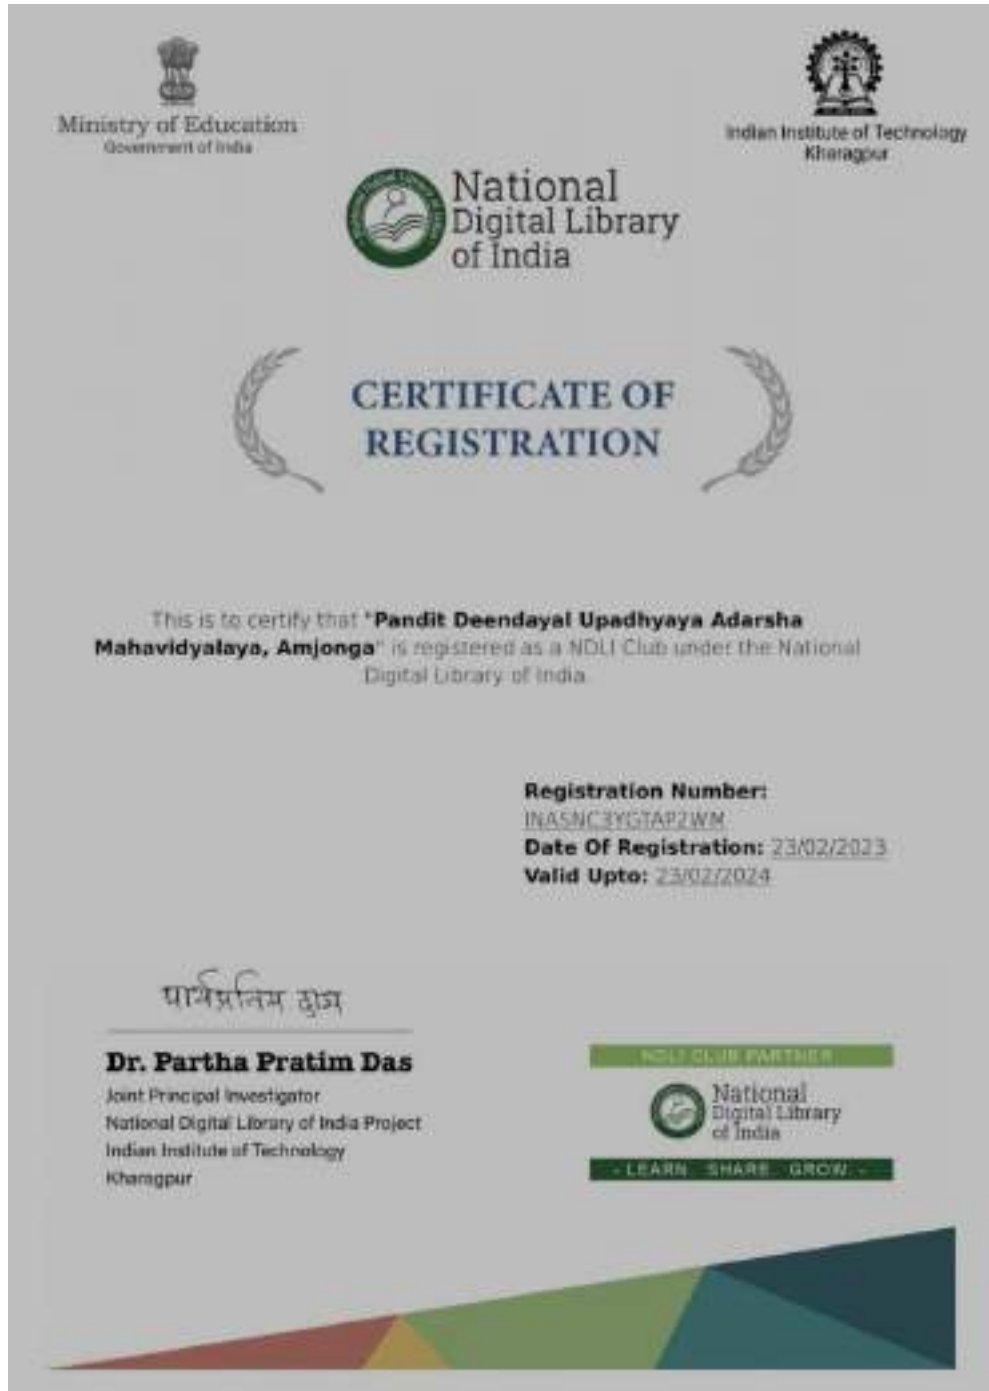 Ministry of Education
Government of India
Indian Institute of Technology
Kharagpur
National
Digital Library
of India
CERTIFICATE OF
REGISTRATION
This is to certify that "Pandit Deendayal Upadhyaya Adarsha
Mahavidyalaya, Amjonga" is registered as a NDLI Club under the National
Digital Library of India.
Registration Number:
INASNC3YGTAP2WM
Date Of Registration: 23/02/2023
Valid Upto: 23/02/2024
पार्थप्रतिम दास
Dr. Partha Pratim Das
Joint Principal Investigator
National Digital Library of India Project
Indian Institute of Technology
Kharagpur
NDLI CLUB PARTNER
National
Digital Library
of India
- LEARN SHARE GROW -